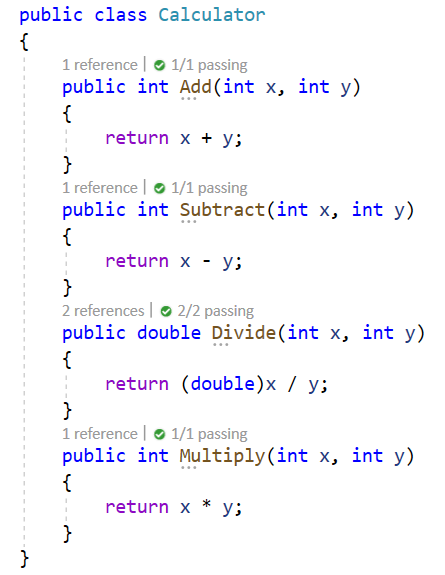 public class Calculator
{
1 reference | 1/1 passing
public int Add(int x, int y)
{
return x + y;
}
1 reference | 1/1 passing
public int Subtract(int x, int y)
{
return x - y;
}
2 references | 2/2 passing
public double Divide(int x, int y)
{
return (double)x / y;
}
1 reference | 1/1 passing
public int Multiply(int x, int y)
{
return x * y;
}
}